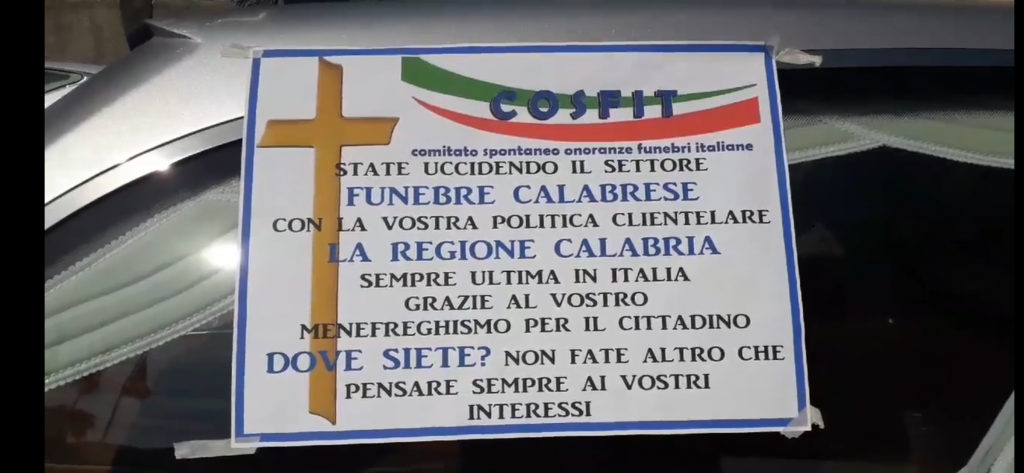 COSFIT
comitato spontaneo onoranze funebri italiane
STATE UCCIDENDO IL SETTORE
FUNEBRE CALABRESE
CON LA VOSTRA POLITICA CLIENTELARE
LA REGIONE CALABRIA
SEMPRE ULTIMA IN ITALIA
GRAZIE AL VOSTRO
MENEFREGHISMO PER IL CITTADINO
DOVE SIETE? NON FATE ALTRO CHE
PENSARE SEMPRE AI VOSTRI
INTERESSI